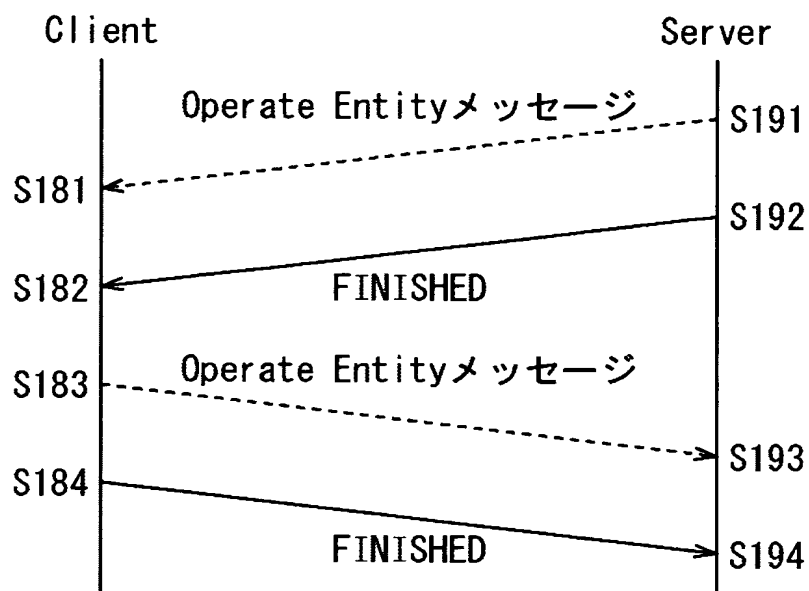 Client
Server
Operate Entityメッセージ
S191
S181
S192
S182
FINISHED
Operate Entityメッセージ
S183
S193
S184
FINISHED
S194